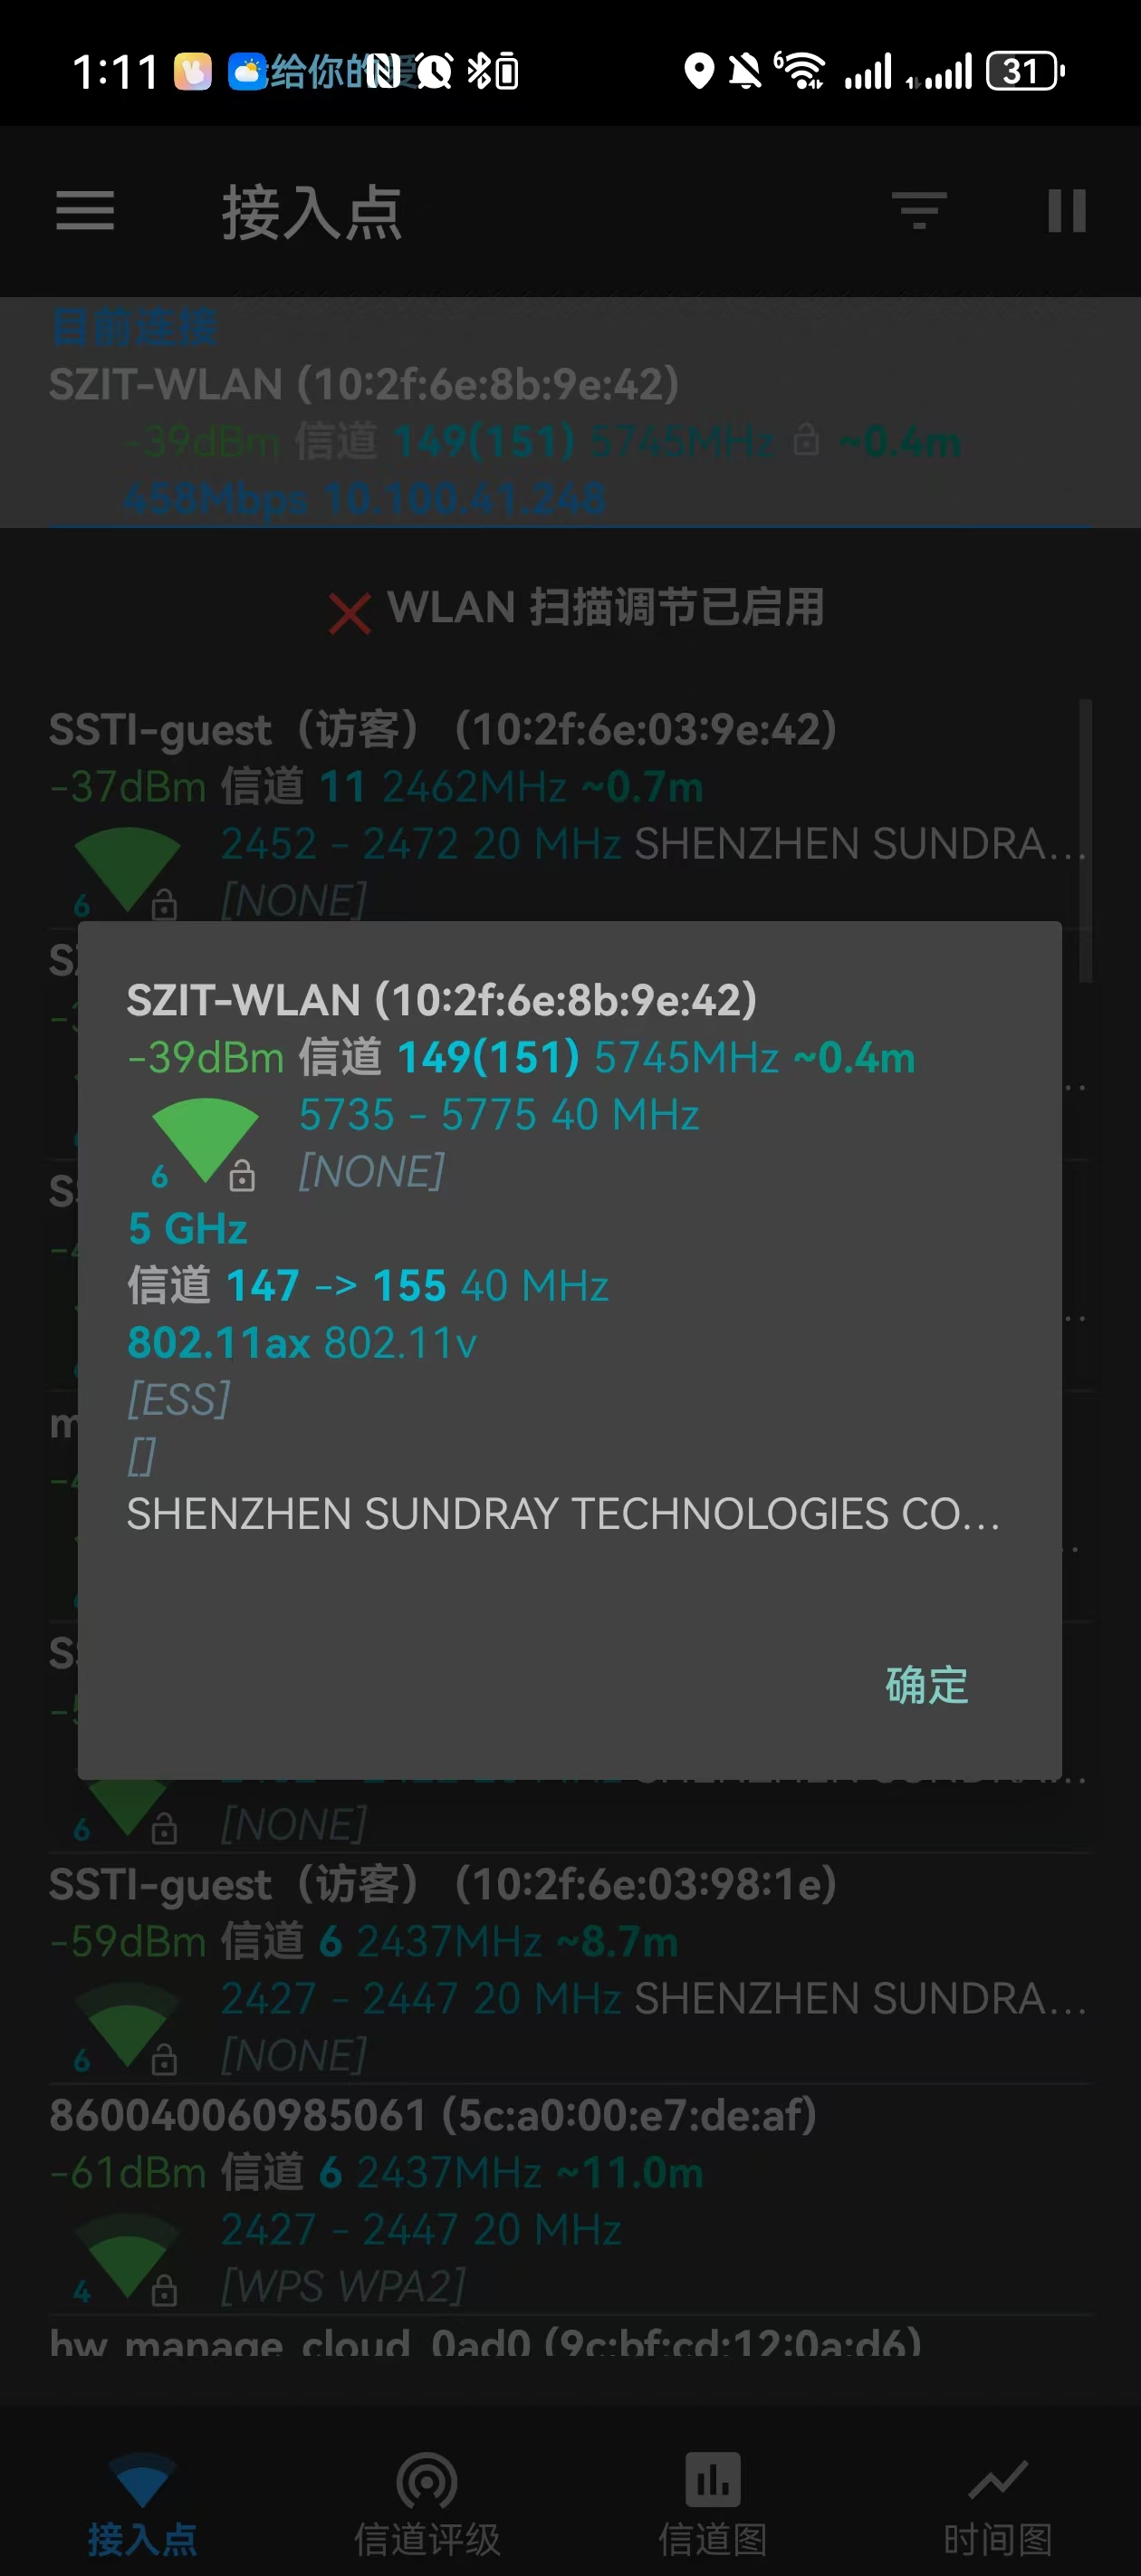 1:11 给你的 6 31
接入点
目前连接
SZIT-WLAN (10:2f:6e:8b:9e:42)
-39dBm 信道 149(151) 5745MHz ~0.4m
458Mbps 10.100.41.248
WLAN 扫描调节已启用
SSTI-guest（访客） (10:2f:6e:03:9e:42)
-37dBm 信道 11 2462MHz ~0.7m
2452 - 2472 20 MHz SHENZHEN SUNDRA...
6 [NONE]
SZIT-WLAN (10:2f:6e:8b:9e:42)
-39dBm 信道 149(151) 5745MHz ~0.4m
5735 - 5775 40 MHz
6 [NONE]
5 GHz
信道 147 -> 155 40 MHz
802.11ax 802.11v
[ESS]
[]
SHENZHEN SUNDRAY TECHNOLOGIES CO...
确定
6 [NONE]
SSTI-guest（访客） (10:2f:6e:03:98:1e)
-59dBm 信道 6 2437MHz ~8.7m
2427 - 2447 20 MHz SHENZHEN SUNDRA...
6 [NONE]
860040060985061 (5c:a0:00:e7:de:af)
-61dBm 信道 6 2437MHz ~11.0m
2427 - 2447 20 MHz
4 [WPS WPA2]
hw_manage_cloud_0ad0 (9c:bf:cd:12:0a:d6)
接入点 信道评级 信道图 时间图